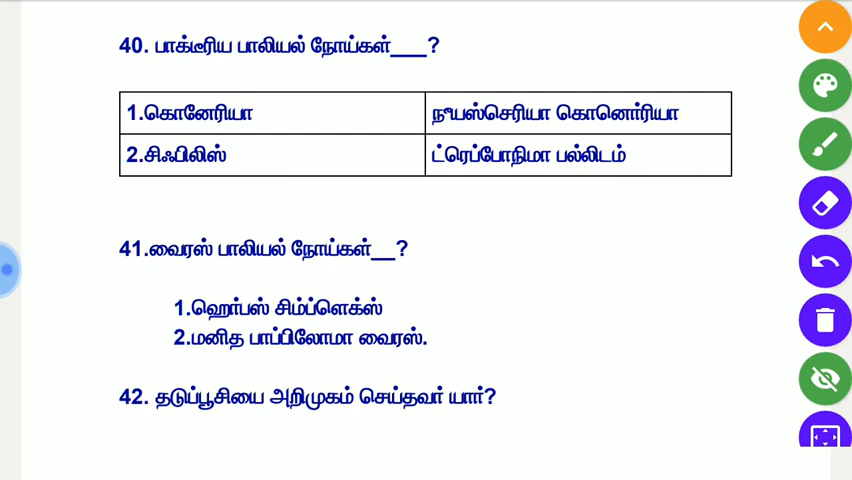 40. பாக்டீரிய பாலியல் நோய்கள்___?
1.கொனேரியா நுயஸ்செரியா கொனொர்ரியா
2.சிஃபிலிஸ் ட்ரெப்போநிமா பல்லிடம்
41.வைரஸ் பாலியல் நோய்கள்__?
1.ஹெர்பஸ் சிம்ப்ளெக்ஸ்
2.மனித பாப்பிலோமா வைரஸ்.
42. தடுப்பூசியை அறிமுகம் செய்தவர் யார்?